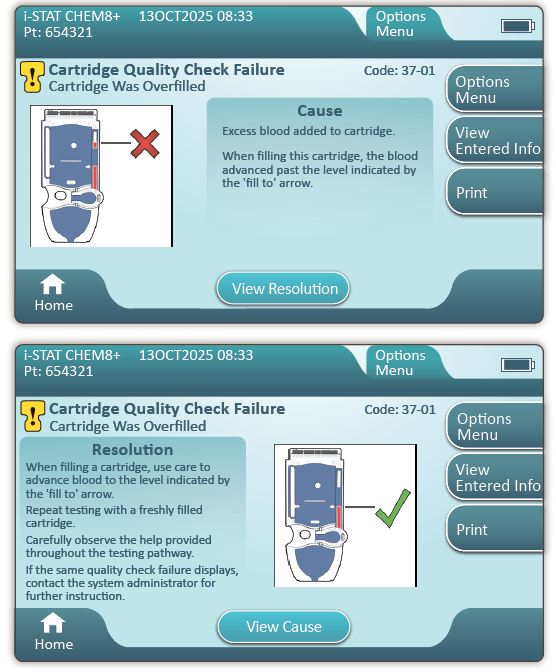 i-STAT CHEM8+ 13OCT2025 08:33
Pt: 654321
Options
Menu
Cartridge Quality Check Failure
Code: 37-01
Cartridge Was Overfilled
Cause
Excess blood added to cartridge.
When filling this cartridge, the blood
advanced past the level indicated by
the 'fill to' arrow.
Options
Menu
View
Entered Info
Print
Home
View Resolution
i-STAT CHEM8+ 13OCT2025 08:33
Pt: 654321
Options
Menu
Cartridge Quality Check Failure
Code: 37-01
Cartridge Was Overfilled
Resolution
When filling a cartridge, use care to
advance blood to the level indicated by
the 'fill to' arrow.
Repeat testing with a freshly filled
cartridge.
Carefully observe the help provided
throughout the testing pathway.
If the same quality check failure displays,
contact the system administrator for
further instruction.
Options
Menu
View
Entered Info
Print
Home
View Cause